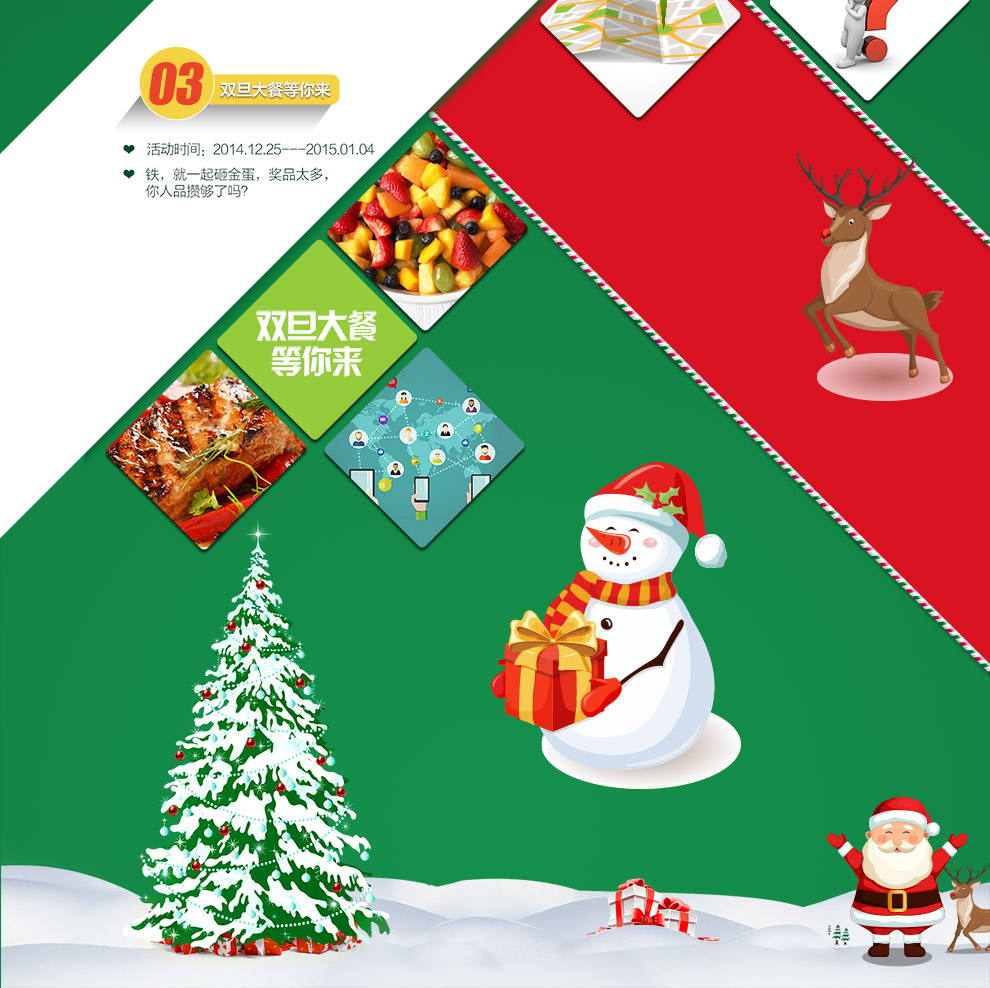 03
双旦大餐等你来
活动时间：2014.12.25---2015.01.04
铁，就一起砸金蛋，奖品太多，
你人品攒够了吗？
双旦大餐
等你来